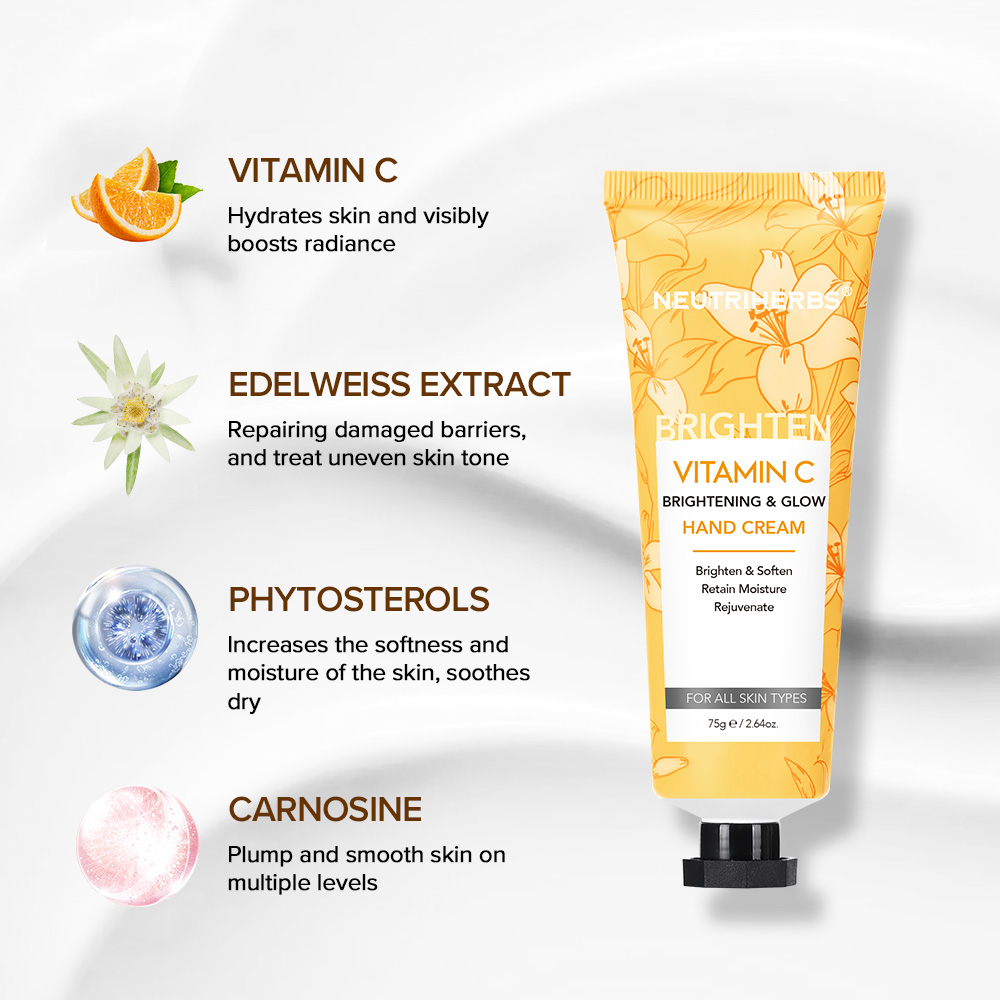 VITAMIN C
Hydrates skin and visibly
boosts radiance
EDELWEISS EXTRACT
Repairing damaged barriers,
and treat uneven skin tone
PHYTOSTEROLS
Increases the softness and
moisture of the skin, soothes
dry
CARNOSINE
Plump and smooth skin on
multiple levels
NEUTRIHERBS®
BRIGHTEN
VITAMIN C
BRIGHTENING & GLOW
HAND CREAM
Brighten & Soften
Retain Moisture
Rejuvenate
FOR ALL SKIN TYPES
75g ℮ / 2.64oz.